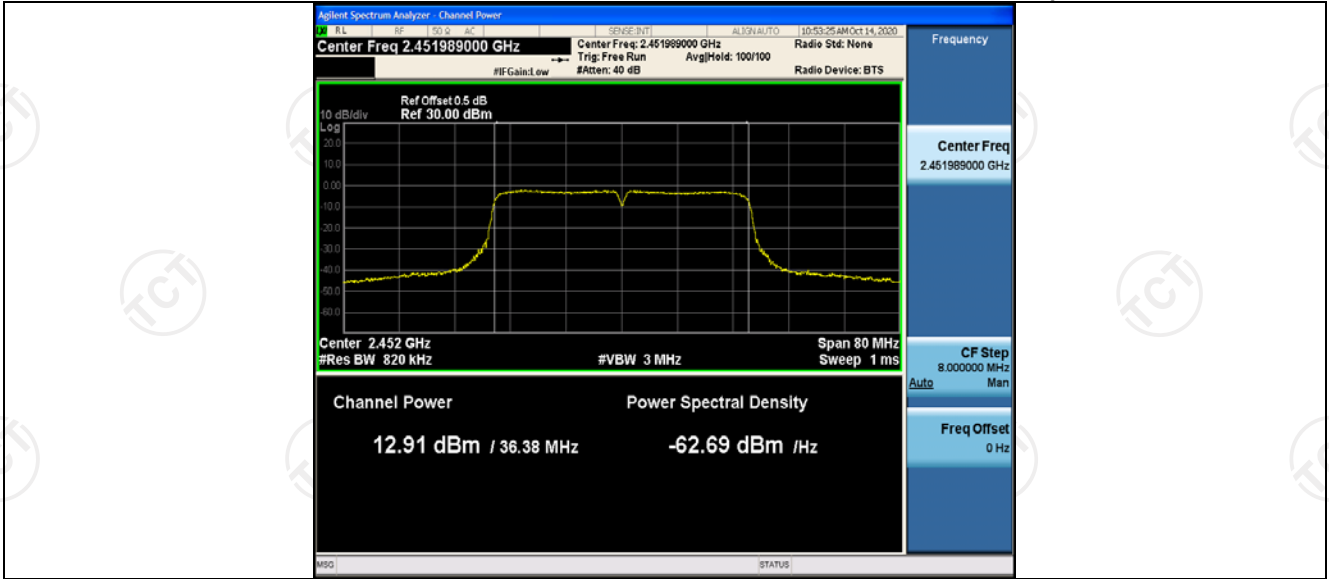 Agilent Spectrum Analyzer - Channel Power
RL RF 50 Ω AC SENSE:INT ALIGN AUTO 10:53:25 AM Oct 14, 2020
Center Freq 2.451989000 GHz
Center Freq: 2.451989000 GHz
Radio Std: None
Trig: Free Run Avg|Hold: 100/100
#IFGain:Low
#Atten: 40 dB
Radio Device: BTS
Frequency
Ref Offset 0.5 dB
10 dB/div Ref 30.00 dBm
Log
20.0
10.0
0.00
-10.0
-20.0
-30.0
-40.0
-50.0
-60.0
Center 2.452 GHz
Span 80 MHz
#Res BW 820 kHz
#VBW 3 MHz
Sweep 1 ms
Channel Power
Power Spectral Density
12.91 dBm / 36.38 MHz
-62.69 dBm /Hz
Center Freq
2.451989000 GHz
CF Step
8.000000 MHz
Auto Man
Freq Offset
0 Hz
MSG
STATUS
TCT
TCT